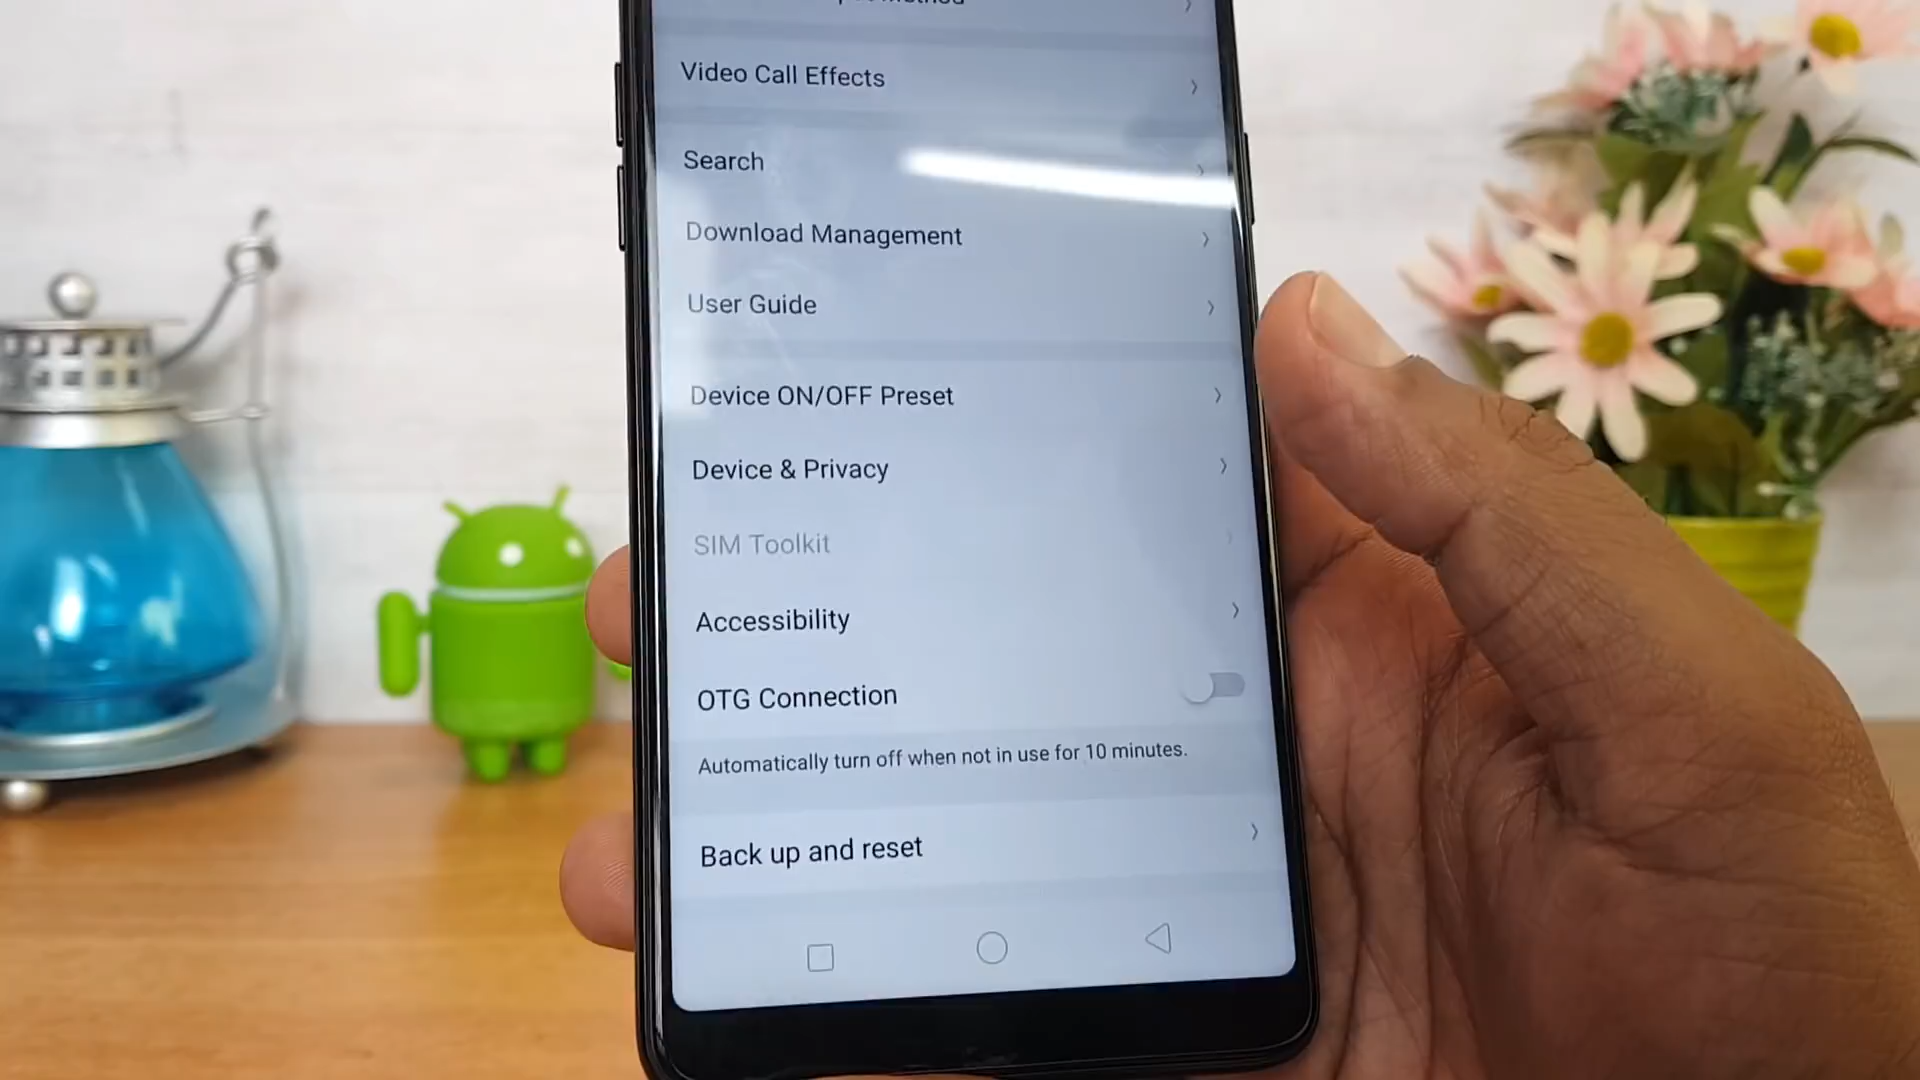 Video Call Effects
Search
Download Management
User Guide
Device ON/OFF Preset
Device & Privacy
SIM Toolkit
Accessibility
OTG Connection
Automatically turn off when not in use for 10 minutes.
Back up and reset